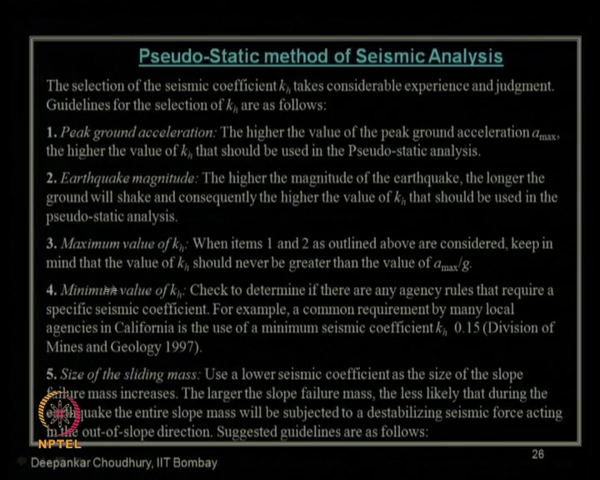 Pseudo-Static method of Seismic Analysis
The selection of the seismic coefficient kh takes considerable experience and judgment.
Guidelines for the selection of kh are as follows:
1. Peak ground acceleration: The higher the value of the peak ground acceleration amax,
the higher the value of kh that should be used in the Pseudo-static analysis.
2. Earthquake magnitude: The higher the magnitude of the earthquake, the longer the
ground will shake and consequently the higher the value of kh that should be used in the
pseudo-static analysis.
3. Maximum value of kh: When items 1 and 2 as outlined above are considered, keep in
mind that the value of kh should never be greater than the value of amax/g.
4. Minimum value of kh: Check to determine if there are any agency rules that require a
specific seismic coefficient. For example, a common requirement by many local
agencies in California is the use of a minimum seismic coefficient kh 0.15 (Division of
Mines and Geology 1997).
5. Size of the sliding mass: Use a lower seismic coefficient as the size of the slope
failure mass increases. The larger the slope failure mass, the less likely that during the
earthquake the entire slope mass will be subjected to a destabilizing seismic force acting
in the out-of-slope direction. Suggested guidelines are as follows:
NPTEL
Deepankar Choudhury, IIT Bombay
26